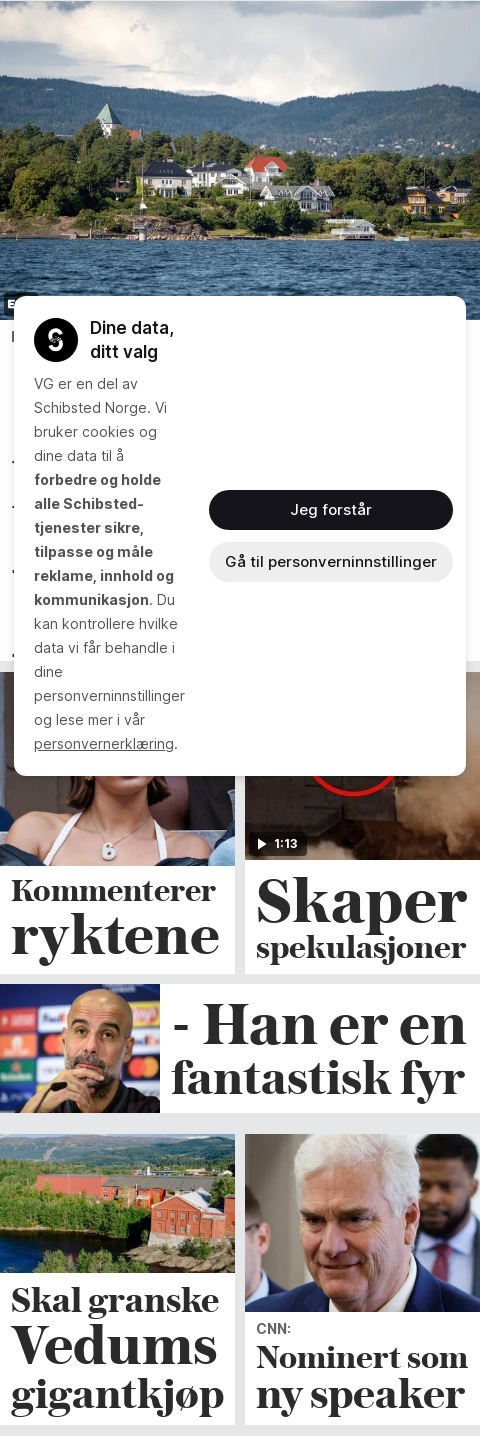 Dine data,
ditt valg
VG er en del av
Schibsted Norge. Vi
bruker cookies og
dine data til å
forbedre og holde
alle Schibsted-
tjenester sikre,
tilpasse og måle
reklame, innhold og
kommunikasjon. Du
kan kontrollere hvilke
data vi får behandle i
dine
personverninnstillinger
og lese mer i vår
personvernerklæring.
Jeg forstår
Gå til personverninnstillinger
1:13
Kommenterer
ryktene
Skaper
spekulasjoner
- Han er en
fantastisk fyr
Skal granske
Vedums
gigantkjøp
CNN:
Nominert som
ny speaker